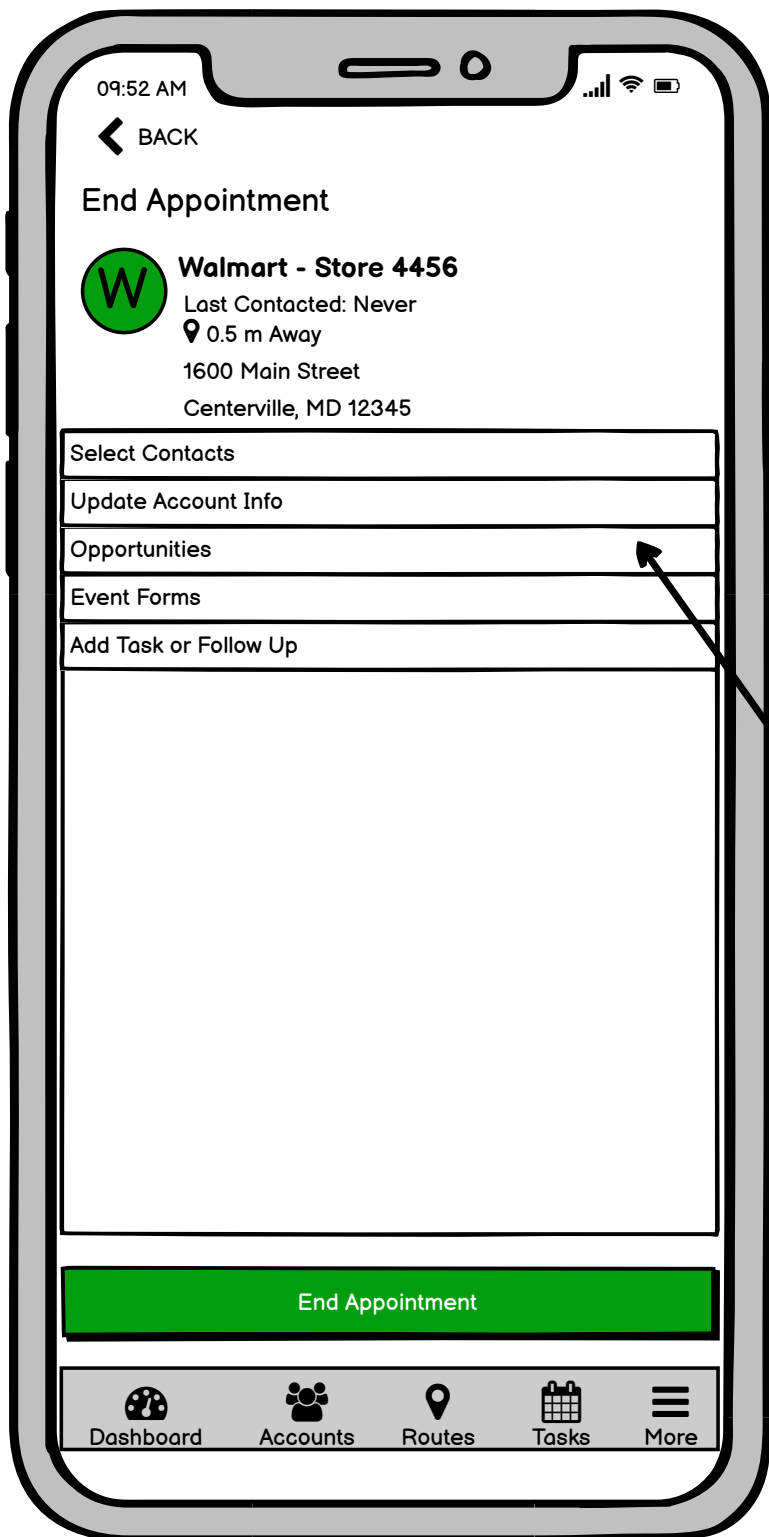 09:52 AM
BACK
End Appointment
W
Walmart - Store 4456
Last Contacted: Never
0.5 m Away
1600 Main Street
Centerville, MD 12345
Select Contacts
Update Account Info
Opportunities
Event Forms
Add Task or Follow Up
End Appointment
Dashboard Accounts Routes Tasks More